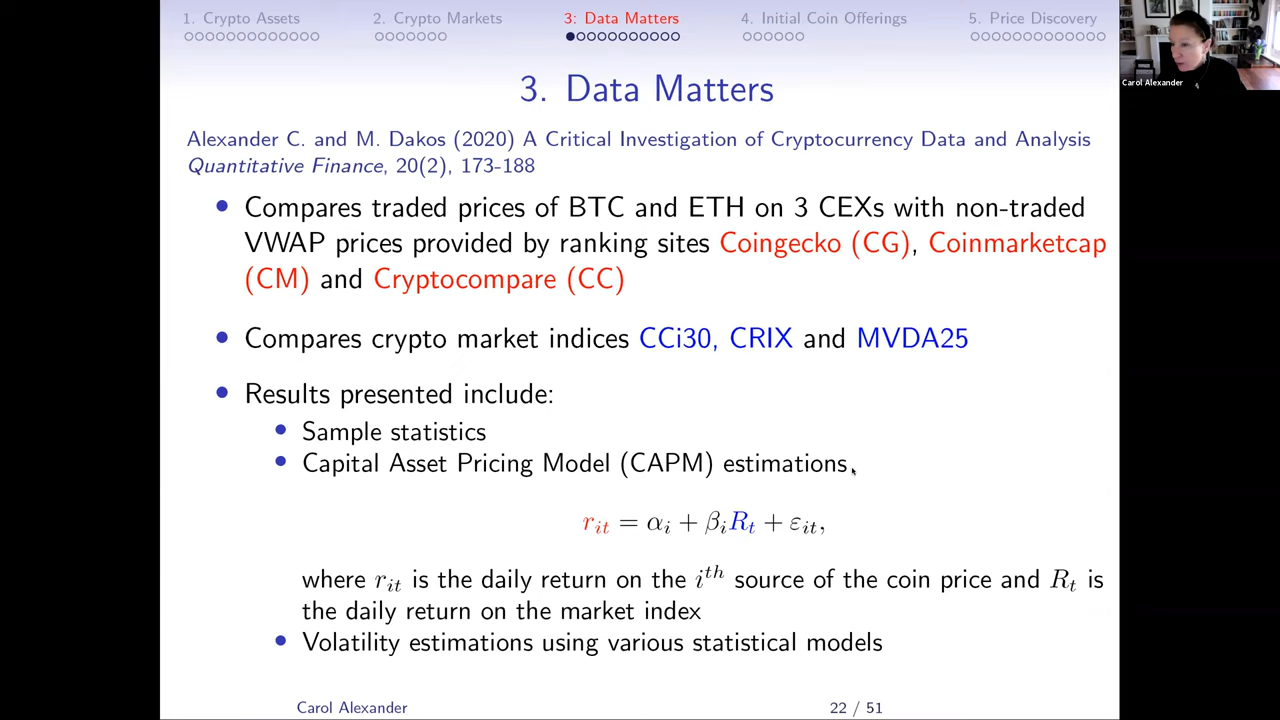 1. Crypto Assets 2. Crypto Markets 3: Data Matters 4. Initial Coin Offerings 5. Price Discovery
Carol Alexander
3. Data Matters
Alexander C. and M. Dakos (2020) A Critical Investigation of Cryptocurrency Data and Analysis
Quantitative Finance, 20(2), 173-188
• Compares traded prices of BTC and ETH on 3 CEXs with non-traded
VWAP prices provided by ranking sites Coingecko (CG), Coinmarketcap
(CM) and Cryptocompare (CC)
• Compares crypto market indices CCi30, CRIX and MVDA25
• Results presented include:
• Sample statistics
• Capital Asset Pricing Model (CAPM) estimations
r_{it} = α_i + β_i R_t + ε_{it},
where r_{it} is the daily return on the i^{th} source of the coin price and R_t is
the daily return on the market index
• Volatility estimations using various statistical models
Carol Alexander 22 / 51